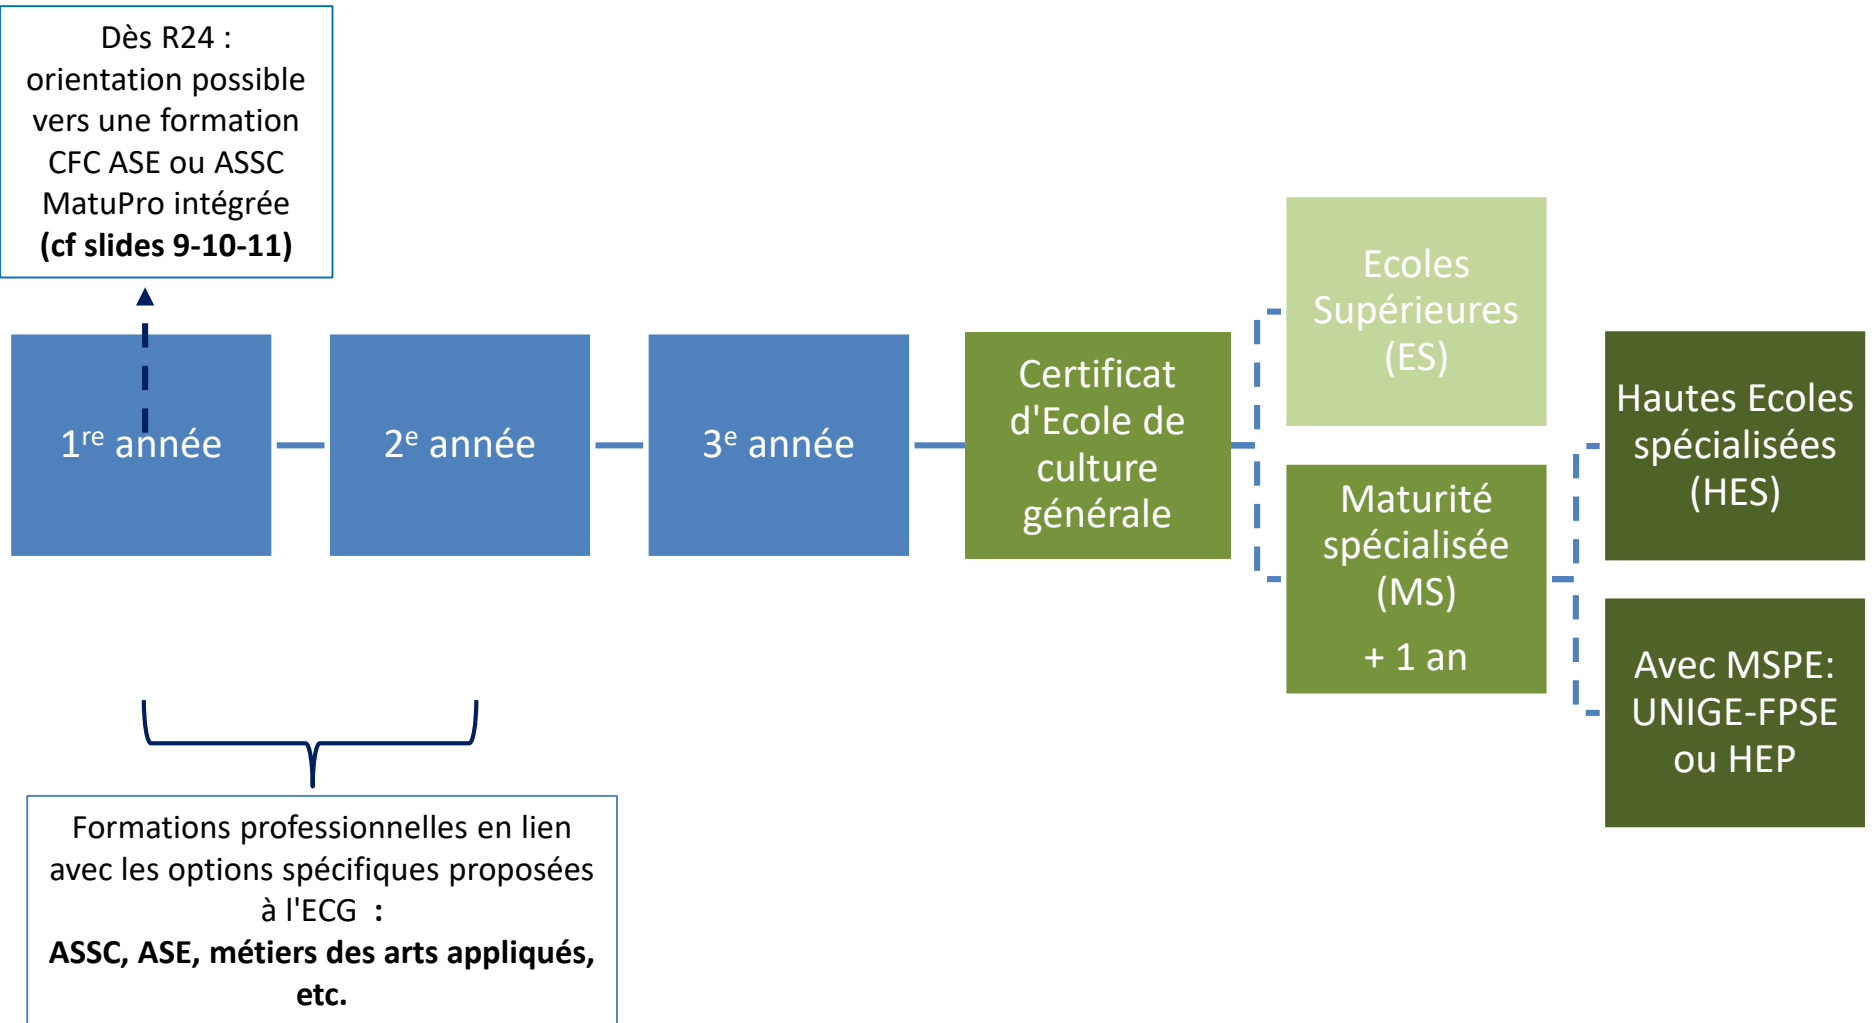 Dès R24 :
orientation possible
vers une formation
CFC ASE ou ASSC
MatuPro intégrée
(cf slides 9-10-11)
1re année
2e année
3e année
Certificat
d'Ecole de
culture
générale
Ecoles
Supérieures
(ES)
Maturité
spécialisée
(MS)
+ 1 an
Hautes Ecoles
spécialisées
(HES)
Avec MSPE:
UNIGE-FPSE
ou HEP
Formations professionnelles en lien
avec les options spécifiques proposées
à l'ECG :
ASSC, ASE, métiers des arts appliqués,
etc.